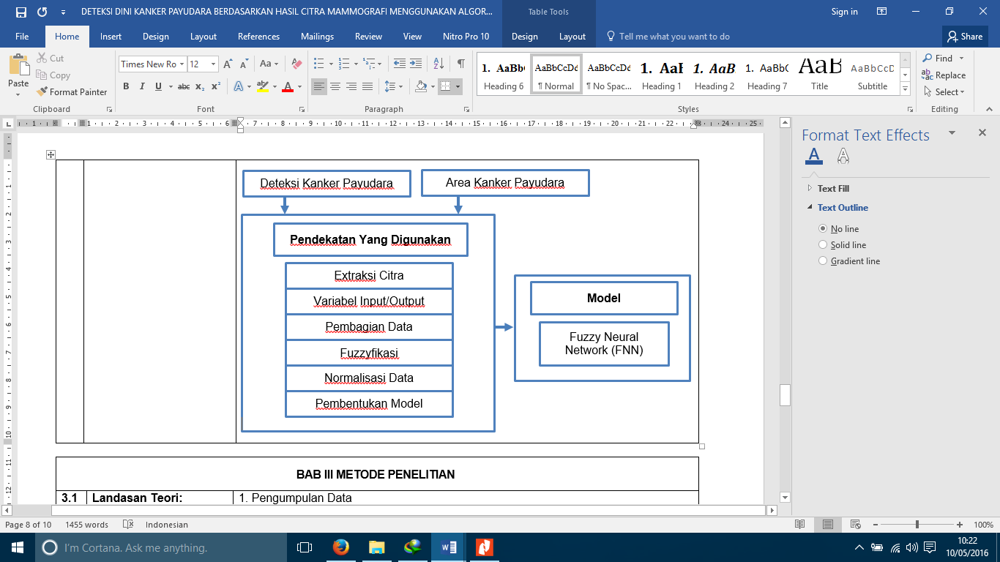 DETEKSI DINI KANKER PAYUDARA BERDASARKAN HASIL CITRA MAMMOGRAFI MENGGUNAKAN ALGOR...
Table Tools
Sign in
File
Home
Insert
Design
Layout
References
Mailings
Review
View
Nitro Pro 10
Design
Layout
Tell me what you want to do
Share
Paste
Cut
Copy
Format Painter
Clipboard
Times New Ro
12
Font
Paragraph
1. AaBb(
Heading 6
AaBbCcDd
¶ Normal
AaBbCcDd
¶ No Spac...
1. AaI
Heading 1
1. AaB
Heading 2
1. AaBb(
Heading 7
AaB
Title
AaBbCcD
Subtitle
Styles
Find
Replace
Select
Editing
Deteksi Kanker Payudara
Area Kanker Payudara
Pendekatan Yang Digunakan
Extraksi Citra
Variabel Input/Output
Pembagian Data
Fuzzyfikasi
Normalisasi Data
Pembentukan Model
Model
Fuzzy Neural
Network (FNN)
BAB III METODE PENELITIAN
3.1 Landasan Teori: 1. Pengumpulan Data
Format Text Effects
Text Fill
Text Outline
No line
Solid line
Gradient line
Page 8 of 10
1455 words
Indonesian
100%
I'm Cortana. Ask me anything.
10:22
10/05/2016